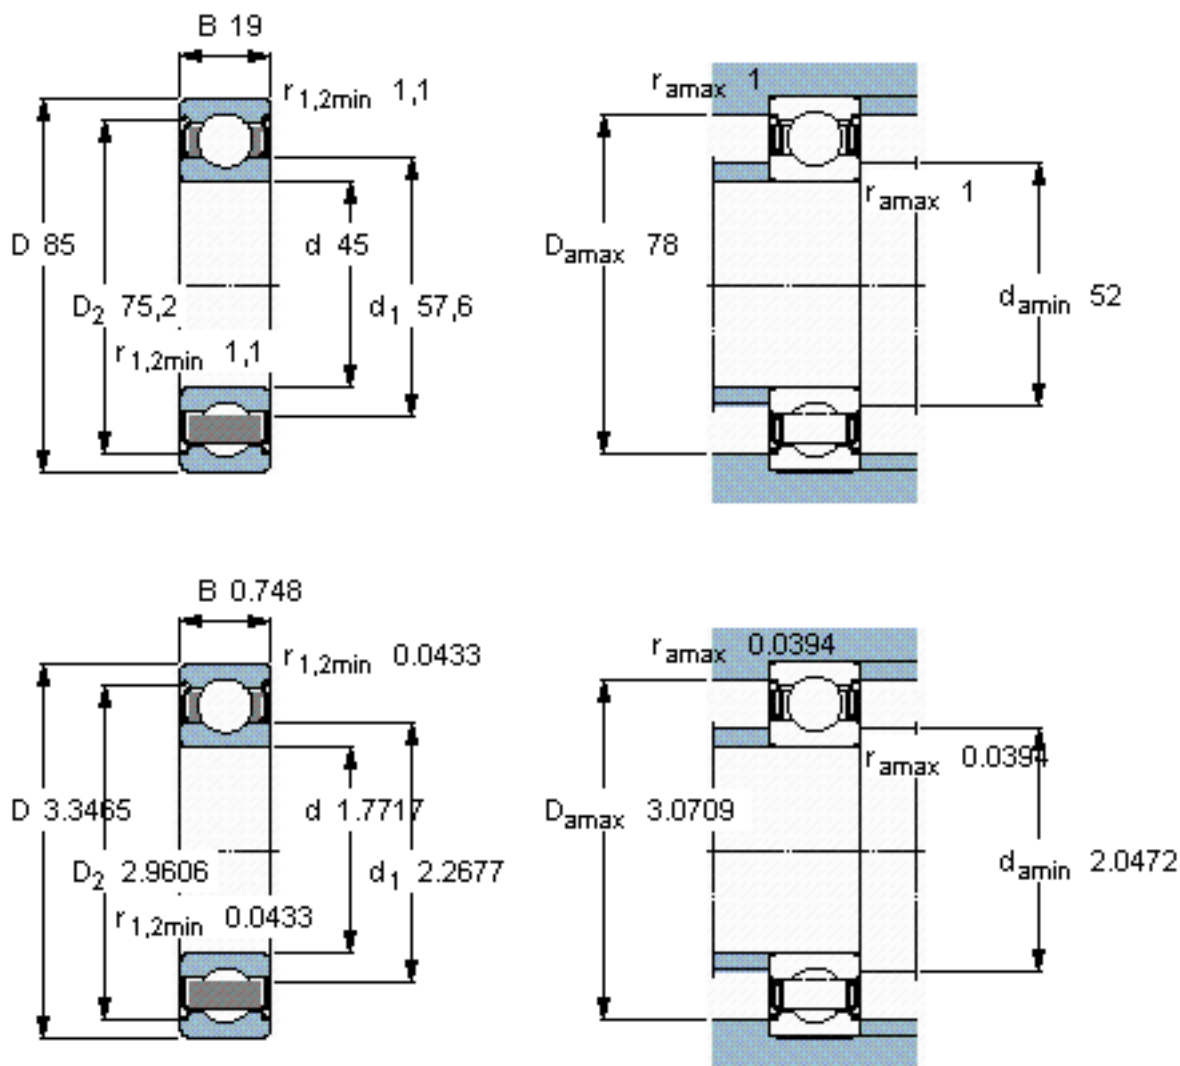 B 19
r1,2min 1,1
ramax 1
ramax 1
D 85
d 45
Damax 78
D2 75,2
d1 57,6
damin 52
r1,2min 1,1
B 0.748
r1,2min 0.0433
ramax 0.0394
ramax 0.0394
D 3.3465
d 1.7717
Damax 3.0709
D2 2.9606
d1 2.2677
damin 2.0472
r1,2min 0.0433